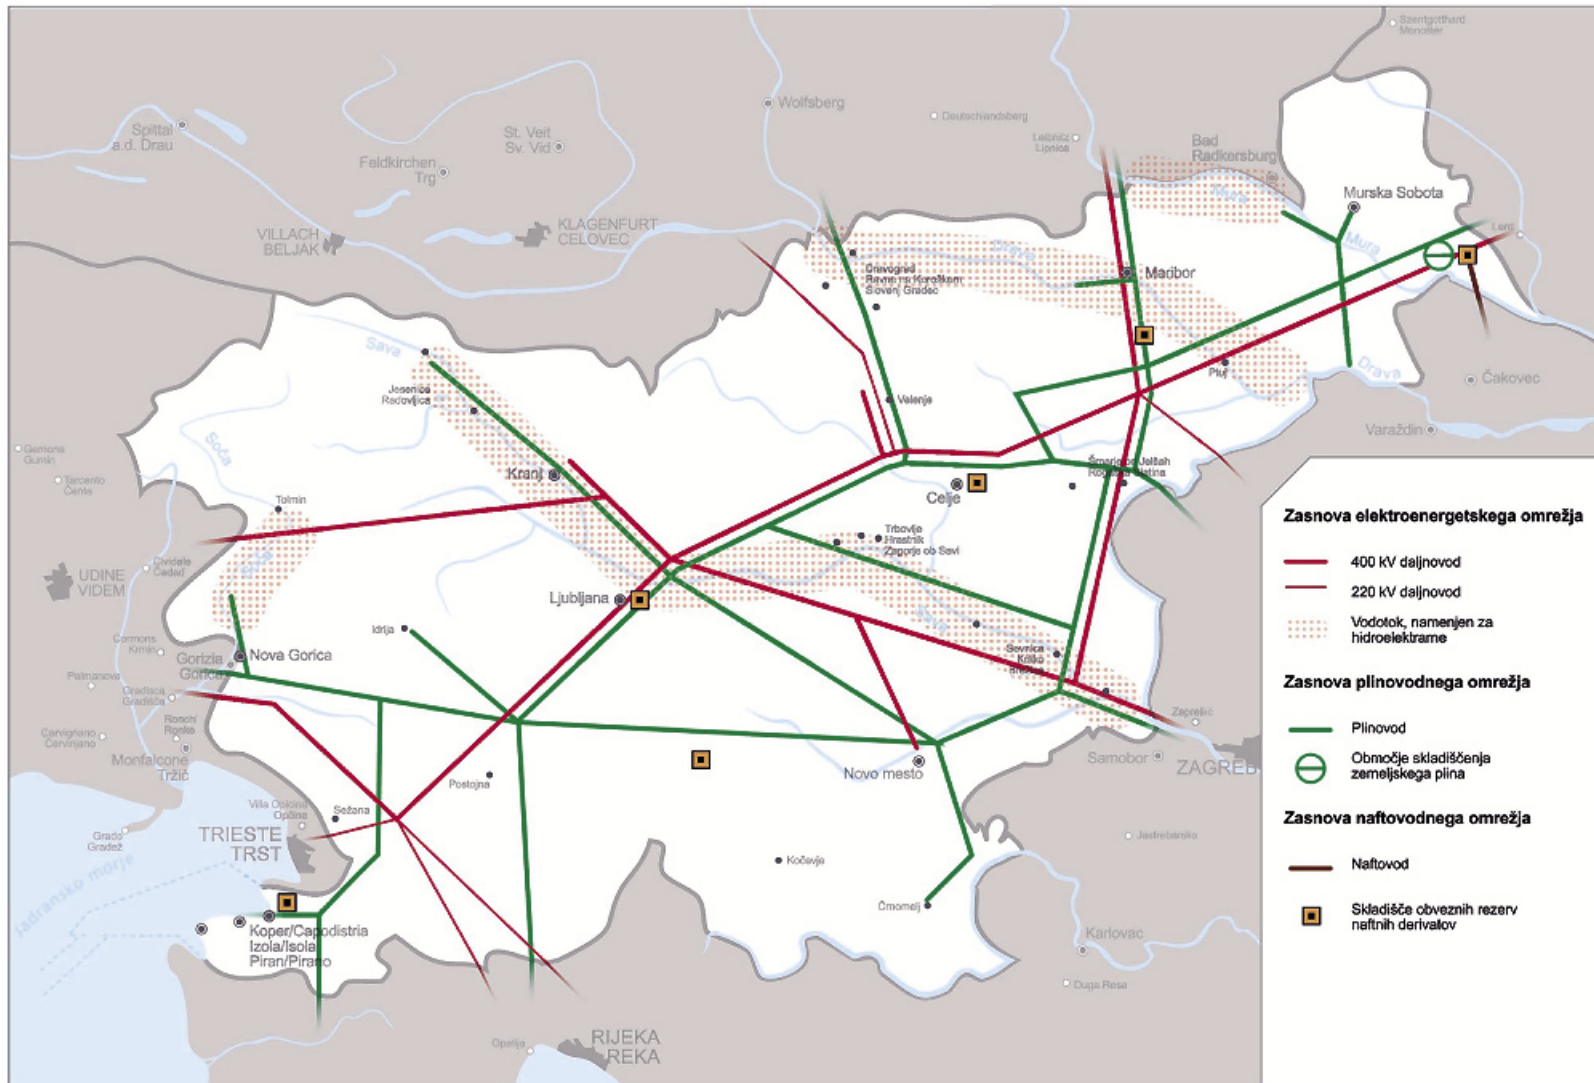 Szentgotthard
Monošter
Wolfsberg
Deutschlandsberg
Spittal
a.d. Drau
St. Veit
Sv. Vid
Leibnitz
Lipnica
Bad
Radkersburg
Feldkirchen
Trg
Mura
Murska Sobota
VILLACH
BELJAK
KLAGENFURT
CELOVEC
Lenti
Mura
Drava
Maribor
Dravograd
Ravne na Koroškem
Slovenj Gradec
Sava
Jesenice
Radovljica
Ptuj
Drava
Čakovec
Velenje
Varaždin
Soča
Gemona
Gumin
Tarcento
Čenta
Kranj
Šmarje pri Jelšah
Rogaška Slatina
Celje
Tolmin
Zasnova elektroenergetskega omrežja
Trbovlje
Hrastnik
Zagorje ob Savi
400 kV daljnovod
220 kV daljnovod
Vodotok, namenjen za
hidroelektrarne
Cividale
Čedad
UDINE
VIDEM
Soča
Ljubljana
Sava
Idrija
Cormons
Krmin
Gorizia
Gorica
Nova Gorica
Sevnica
Krško
Brežice
Palmanova
Gradisca
Gradišča
Zasnova plinovodnega omrežja
Ronchi
Ronke
Cervignano
Červinjano
Zaprešić
Plinovod
Monfalcone
Tržič
Samobor
ZAGREB
Območje skladiščenja
zemeljskega plina
Postojna
Novo mesto
Villa Opicina
Opčine
Sežana
Zasnova naftovodnega omrežja
Grado
Gradež
TRIESTE
TRST
Jastrebarsko
Kočevje
Naftovod
Jadransko morje
Črnomelj
Skladišče obveznih rezerv
naftnih derivatov
Koper/Capodistria
Izola/Isola
Piran/Pirano
Karlovac
Duga Resa
Opatija
RIJEKA
REKA